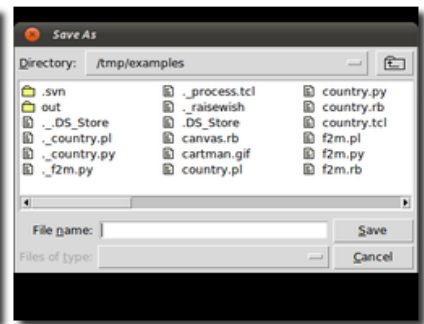 Save As
Directory: /tmp/examples
.svn ._process.tcl country.py
out ._raisewish country.rb
._.DS_Store .DS_Store country.tcl
._country.pl canvas.rb f2m.pl
._country.py cartman.gif f2m.py
._f2m.py country.pl f2m.rb
File name: Save
Files of type: Cancel